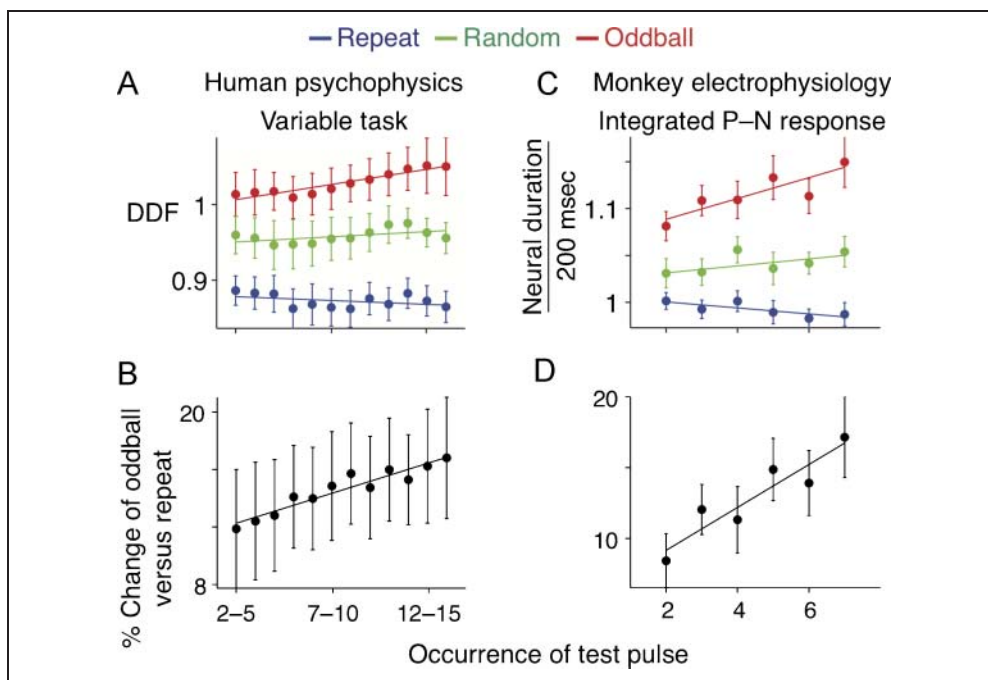 Repeat Random Oddball
A Human psychophysics
Variable task
DDF
1
0.9
C Monkey electrophysiology
Integrated P–N response
Neural duration
200 msec
1.1
1
B
% Change of oddball
versus repeat
20
8
2–5 7–10 12–15
D
20
10
2 4 6
Occurrence of test pulse